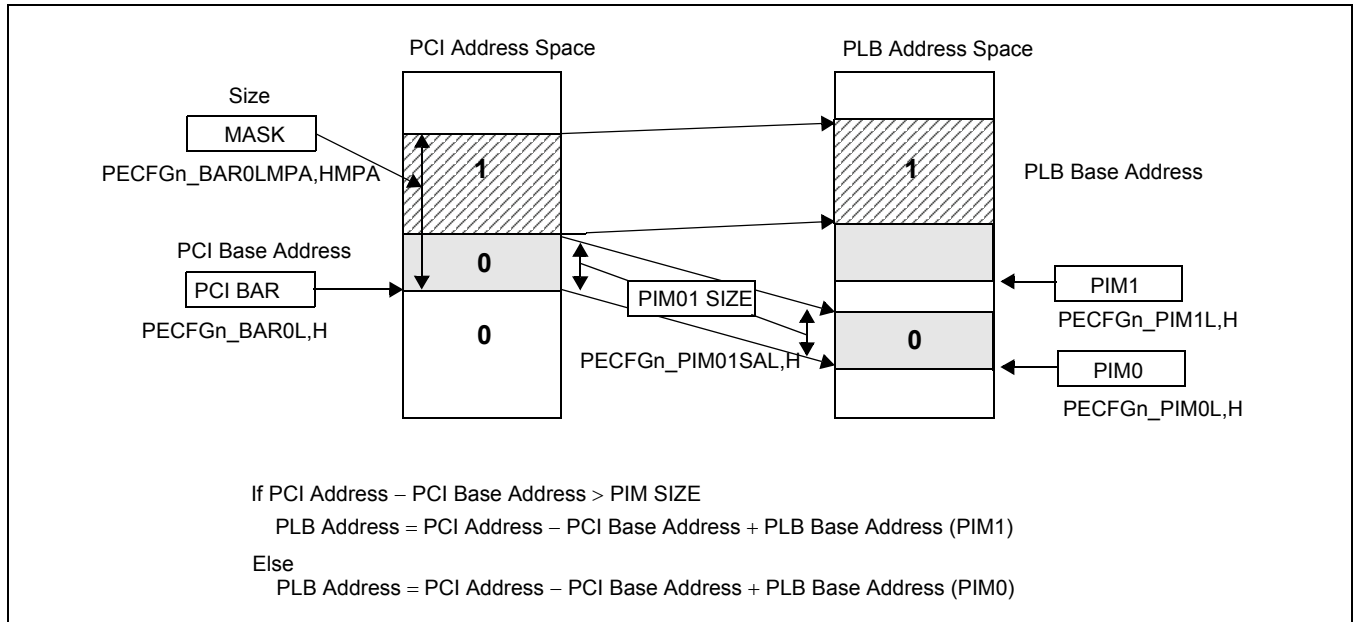 PCI Address Space
PLB Address Space
Size
MASK
PECFGn_BAR0LMPA,HMPA
1
1
PLB Base Address
PCI Base Address
PCI BAR
PECFGn_BAR0L,H
0
0
PIM01 SIZE
PECFGn_PIM01SAL,H
PIM1
PECFGn_PIM1L,H
0
PIM0
PECFGn_PIM0L,H
If PCI Address − PCI Base Address > PIM SIZE
PLB Address = PCI Address − PCI Base Address + PLB Base Address (PIM1)
Else
PLB Address = PCI Address − PCI Base Address + PLB Base Address (PIM0)